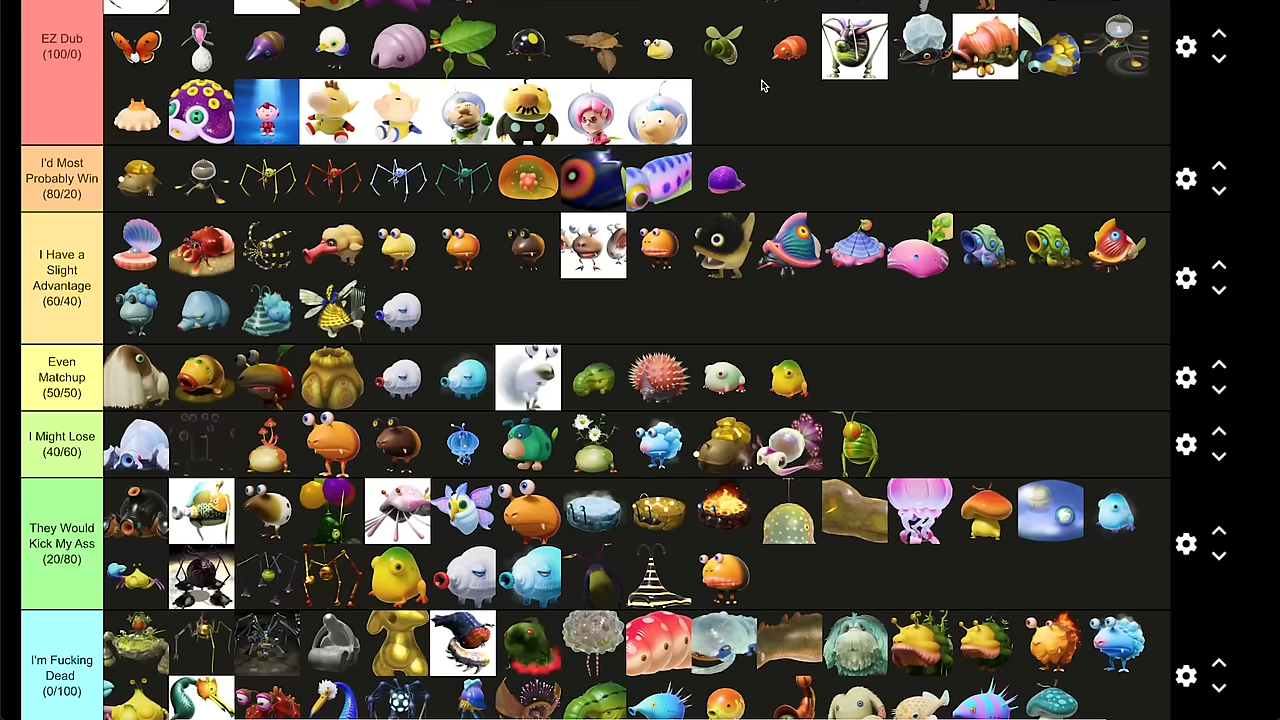 EZ Dub
(100/0)
I'd Most
Probably Win
(80/20)
I Have a
Slight
Advantage
(60/40)
Even
Matchup
(50/50)
I Might Lose
(40/60)
They Would
Kick My Ass
(20/80)
I'm Fucking
Dead
(0/100)